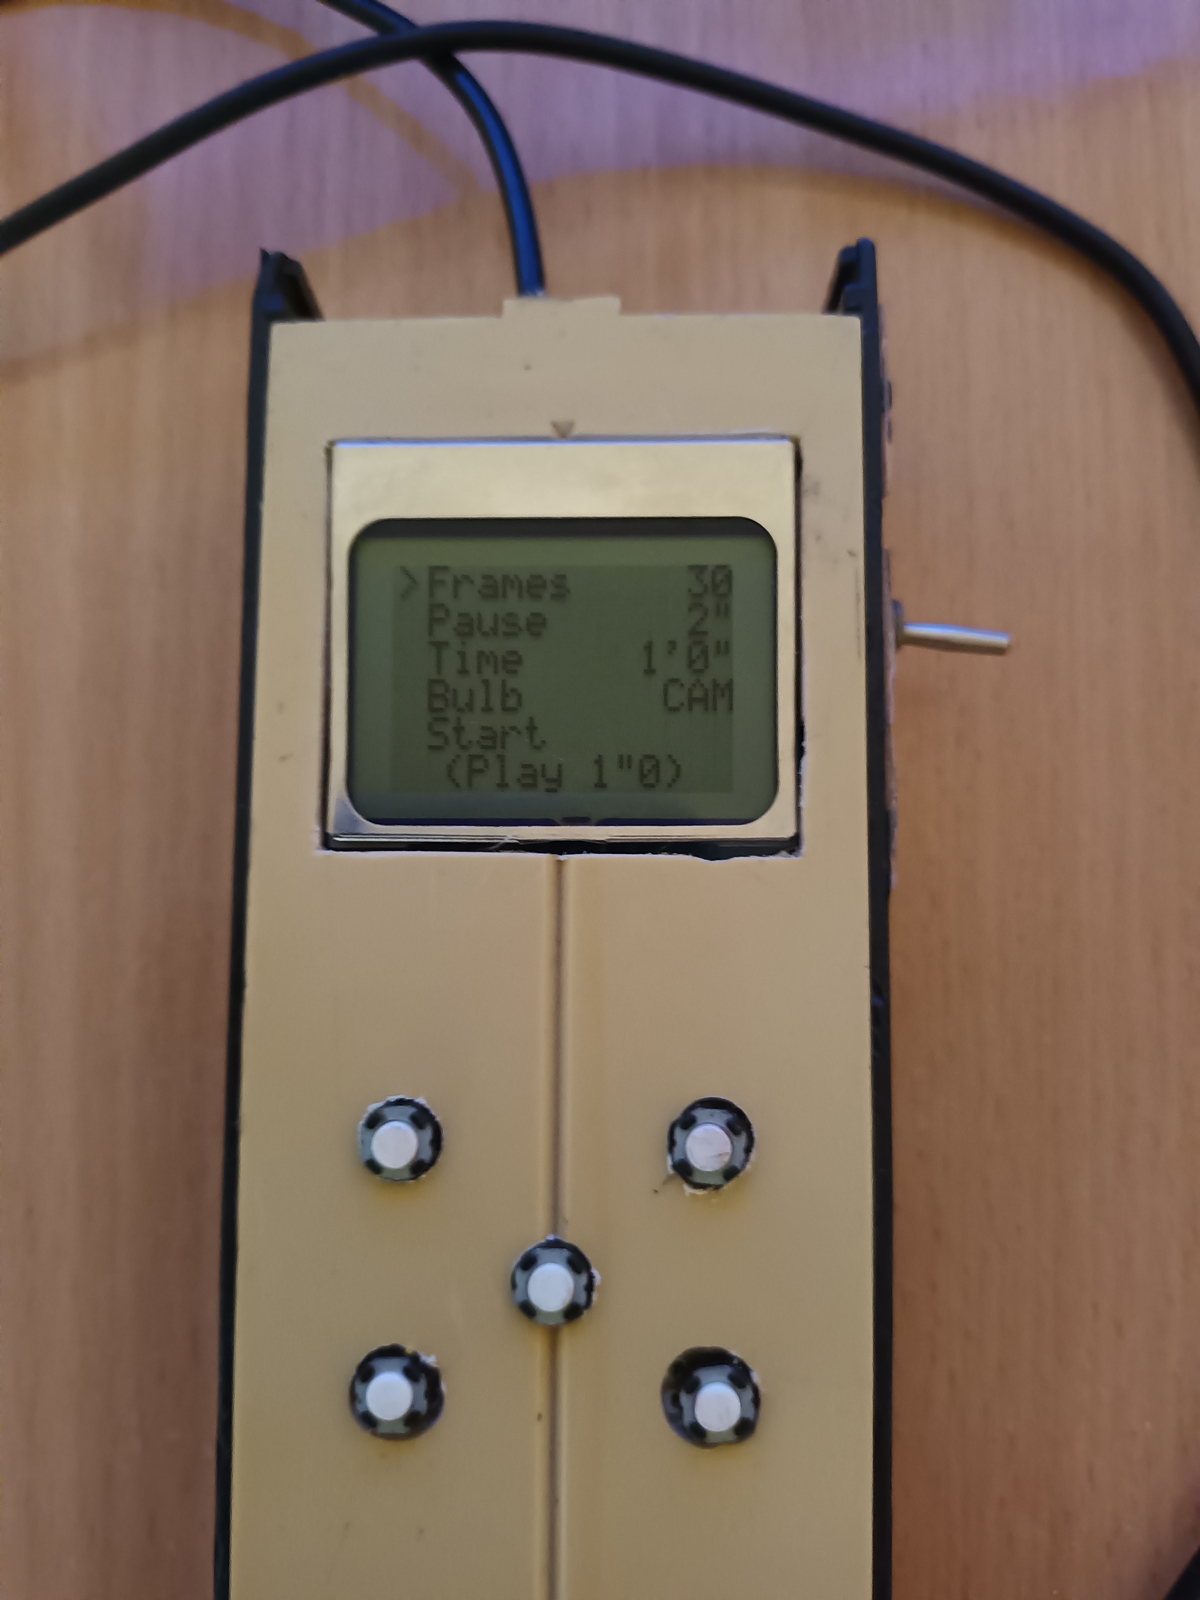 >Frames 30
Pause 2"
Time 1'0"
Bulb CAM
Start
(Play 1"0)